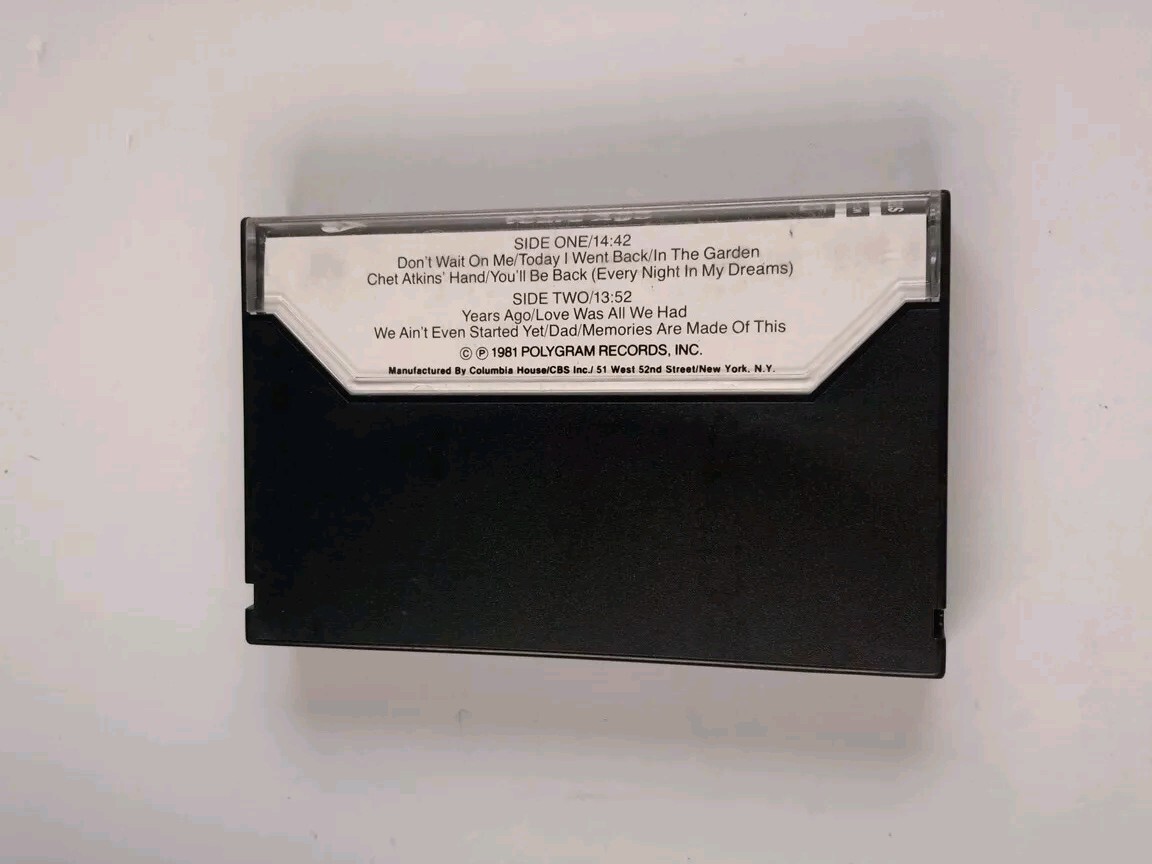 SIDE ONE/14:42
Don't Wait On Me/Today I Went Back/In The Garden
Chet Atkins' Hand/You'll Be Back (Every Night In My Dreams)
SIDE TWO/13:52
Years Ago/Love Was All We Had
We Ain't Even Started Yet/Dad/Memories Are Made Of This
© ℗ 1981 POLYGRAM RECORDS, INC.
Manufactured By Columbia House/CBS Inc./ 51 West 52nd Street/New York, N.Y.